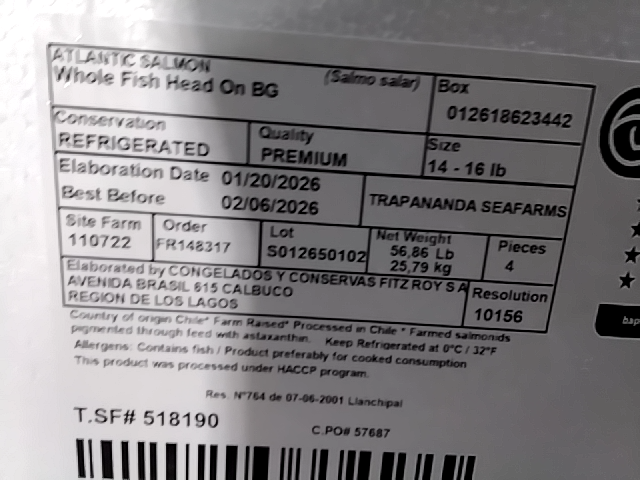 ATLANTIC SALMON (Salmo salar)
Whole Fish Head On BG
Box
012618623442
Conservation
REFRIGERATED
Quality
PREMIUM
Size
14 - 16 lb
Elaboration Date 01/20/2026
Best Before 02/06/2026
TRAPANANDA SEAFARMS
Site Farm
110722
Order
FR148317
Lot
S012650102
Net Weight
56,86 Lb
25,79 kg
Pieces
4
Elaborated by CONGELADOS Y CONSERVAS FITZ ROY S A
AVENIDA BRASIL 615 CALBUCO
REGION DE LOS LAGOS
Resolution
10156
Country of origin Chile* Farm Raised* Processed in Chile * Farmed salmonids
pigmented through feed with astaxanthin. Keep Refrigerated at 0°C / 32°F
Allergens: Contains fish / Product preferably for cooked consumption
This product was processed under HACCP program.
Res. N°764 de 07-06-2001 Llanchipal
T.SF# 518190
C.PO# 57687
bap